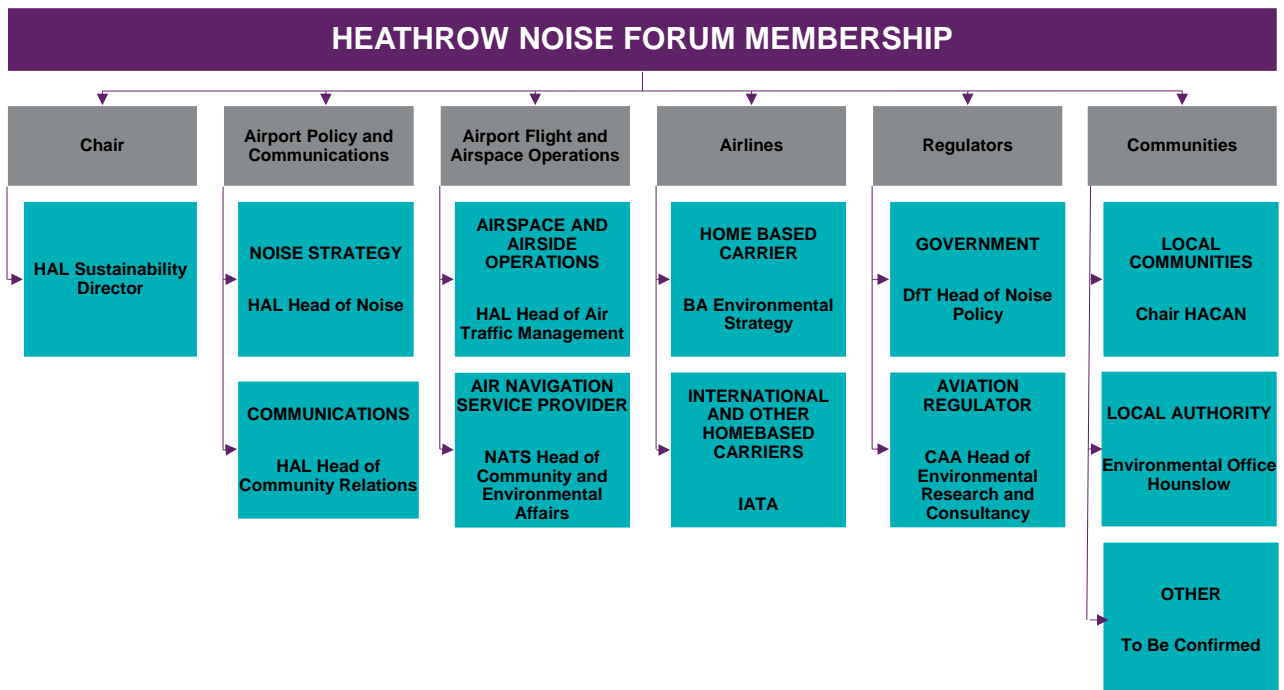 HEATHROW NOISE FORUM MEMBERSHIP
Chair
HAL Sustainability
Director
Airport Policy and
Communications
NOISE STRATEGY
HAL Head of Noise
COMMUNICATIONS
HAL Head of
Community Relations
Airport Flight and
Airspace Operations
AIRSPACE AND
AIRSIDE
OPERATIONS
HAL Head of Air
Traffic Management
AIR NAVIGATION
SERVICE PROVIDER
NATS Head of
Community and
Environmental
Affairs
Airlines
HOME BASED
CARRIER
BA Environmental
Strategy
INTERNATIONAL
AND OTHER
HOMEBASED
CARRIERS
IATA
Regulators
GOVERNMENT
DfT Head of Noise
Policy
AVIATION
REGULATOR
CAA Head of
Environmental
Research and
Consultancy
Communities
LOCAL
COMMUNITIES
Chair HACAN
LOCAL AUTHORITY
Environmental Office
Hounslow
OTHER
To Be Confirmed